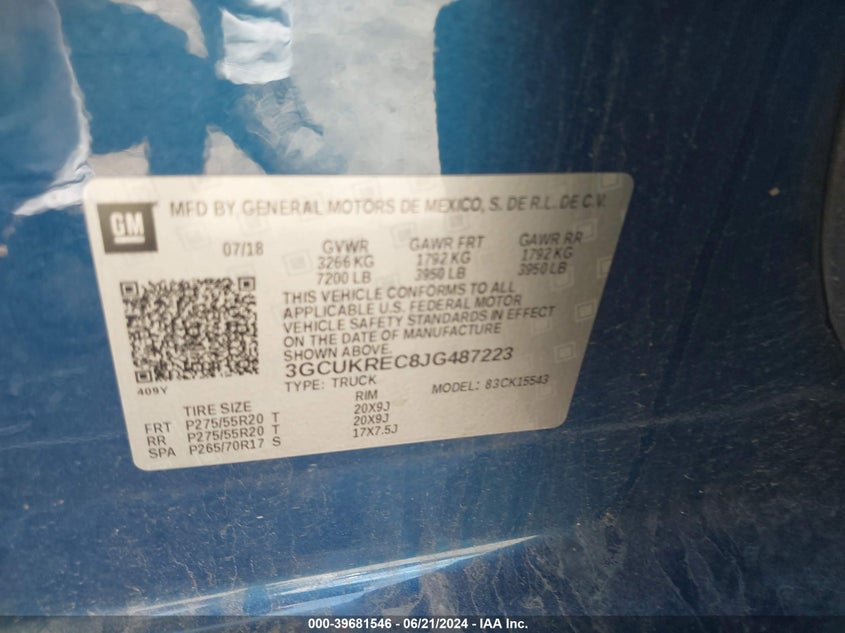 GM
MFD BY GENERAL MOTORS DE MEXICO, S. DE R.L. DE C.V.
07/18 GVWR GAWR FRT GAWR RR
3266 KG 1792 KG 1792 KG
7200 LB 3950 LB 3950 LB
THIS VEHICLE CONFORMS TO ALL
APPLICABLE U.S. FEDERAL MOTOR
VEHICLE SAFETY STANDARDS IN EFFECT
ON THE DATE OF MANUFACTURE
SHOWN ABOVE.
3GCUKREC8JG487223
TYPE: TRUCK MODEL: 83CK15543
409Y
TIRE SIZE RIM
FRT P275/55R20 T 20X9J
RR P275/55R20 T 20X9J
SPA P265/70R17 S 17X7.5J
000-39681546 - 06/21/2024 - IAA Inc.